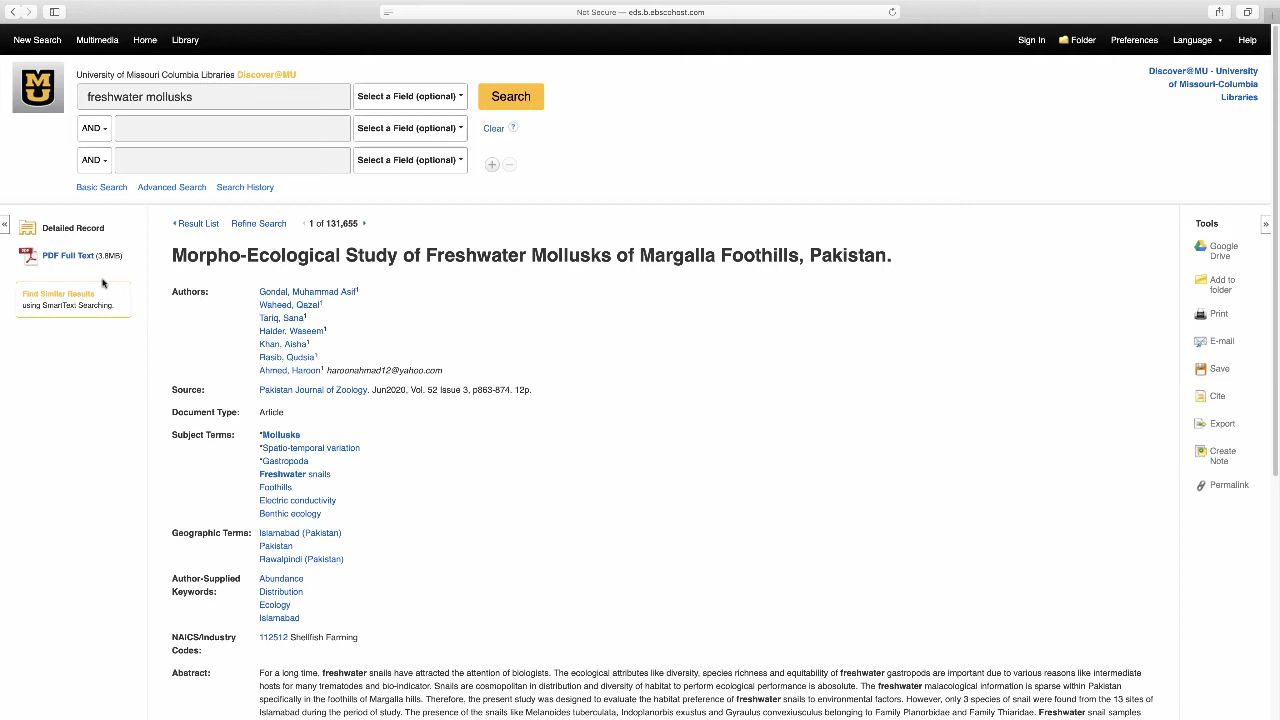 Not Secure — eds.b.ebscohost.com
New Search Multimedia Home Library Sign In Folder Preferences Language Help
University of Missouri Columbia Libraries Discover@MU
Discover@MU - University
of Missouri-Columbia
Libraries
MU
freshwater mollusks Select a Field (optional) Search
AND Select a Field (optional) Clear ?
AND Select a Field (optional)
Basic Search Advanced Search Search History
Detailed Record
PDF Full Text (3.8MB)
Find Similar Results
using SmartText Searching.
Result List Refine Search 1 of 131,655
Morpho-Ecological Study of Freshwater Mollusks of Margalla Foothills, Pakistan.
Authors: Gondal, Muhammad Asif1
Waheed, Qazal1
Tariq, Sana1
Haider, Waseem1
Khan, Aisha1
Rasib, Qudsia1
Ahmed, Haroon1 haroonahmad12@yahoo.com
Source: Pakistan Journal of Zoology. Jun2020, Vol. 52 Issue 3, p863-874. 12p.
Document Type: Article
Subject Terms: *Mollusks
*Spatio-temporal variation
*Gastropoda
Freshwater snails
Foothills
Electric conductivity
Benthic ecology
Geographic Terms: Islamabad (Pakistan)
Pakistan
Rawalpindi (Pakistan)
Author-Supplied Keywords: Abundance
Distribution
Ecology
Islamabad
NAICS/Industry Codes: 112512 Shellfish Farming
Abstract: For a long time, freshwater snails have attracted the attention of biologists. The ecological attributes like diversity, species richness and equitability of freshwater gastropods are important due to various reasons like intermediate
hosts for many trematodes and bio-indicator. Snails are cosmopolitan in distribution and diversity of habitat to perform ecological performance is abosolute. The freshwater malacological information is sparse within Pakistan
specifically in the foothills of Margalla hills. Therefore, the present study was designed to evaluate the habitat preference of freshwater snails to environmental factors. However, only 3 species of snail were found from the 13 sites of
Islamabad during the period of study. The presence of the snails like Melanoides tuberculata, Indoplanorbis exustus and Gyraulus convexiusculus belonging to Family Planorbidae and Family Thiaridae. Freshwater snail samples
Tools
Google
Drive
Add to
folder
Print
E-mail
Save
Cite
Export
Create
Note
Permalink